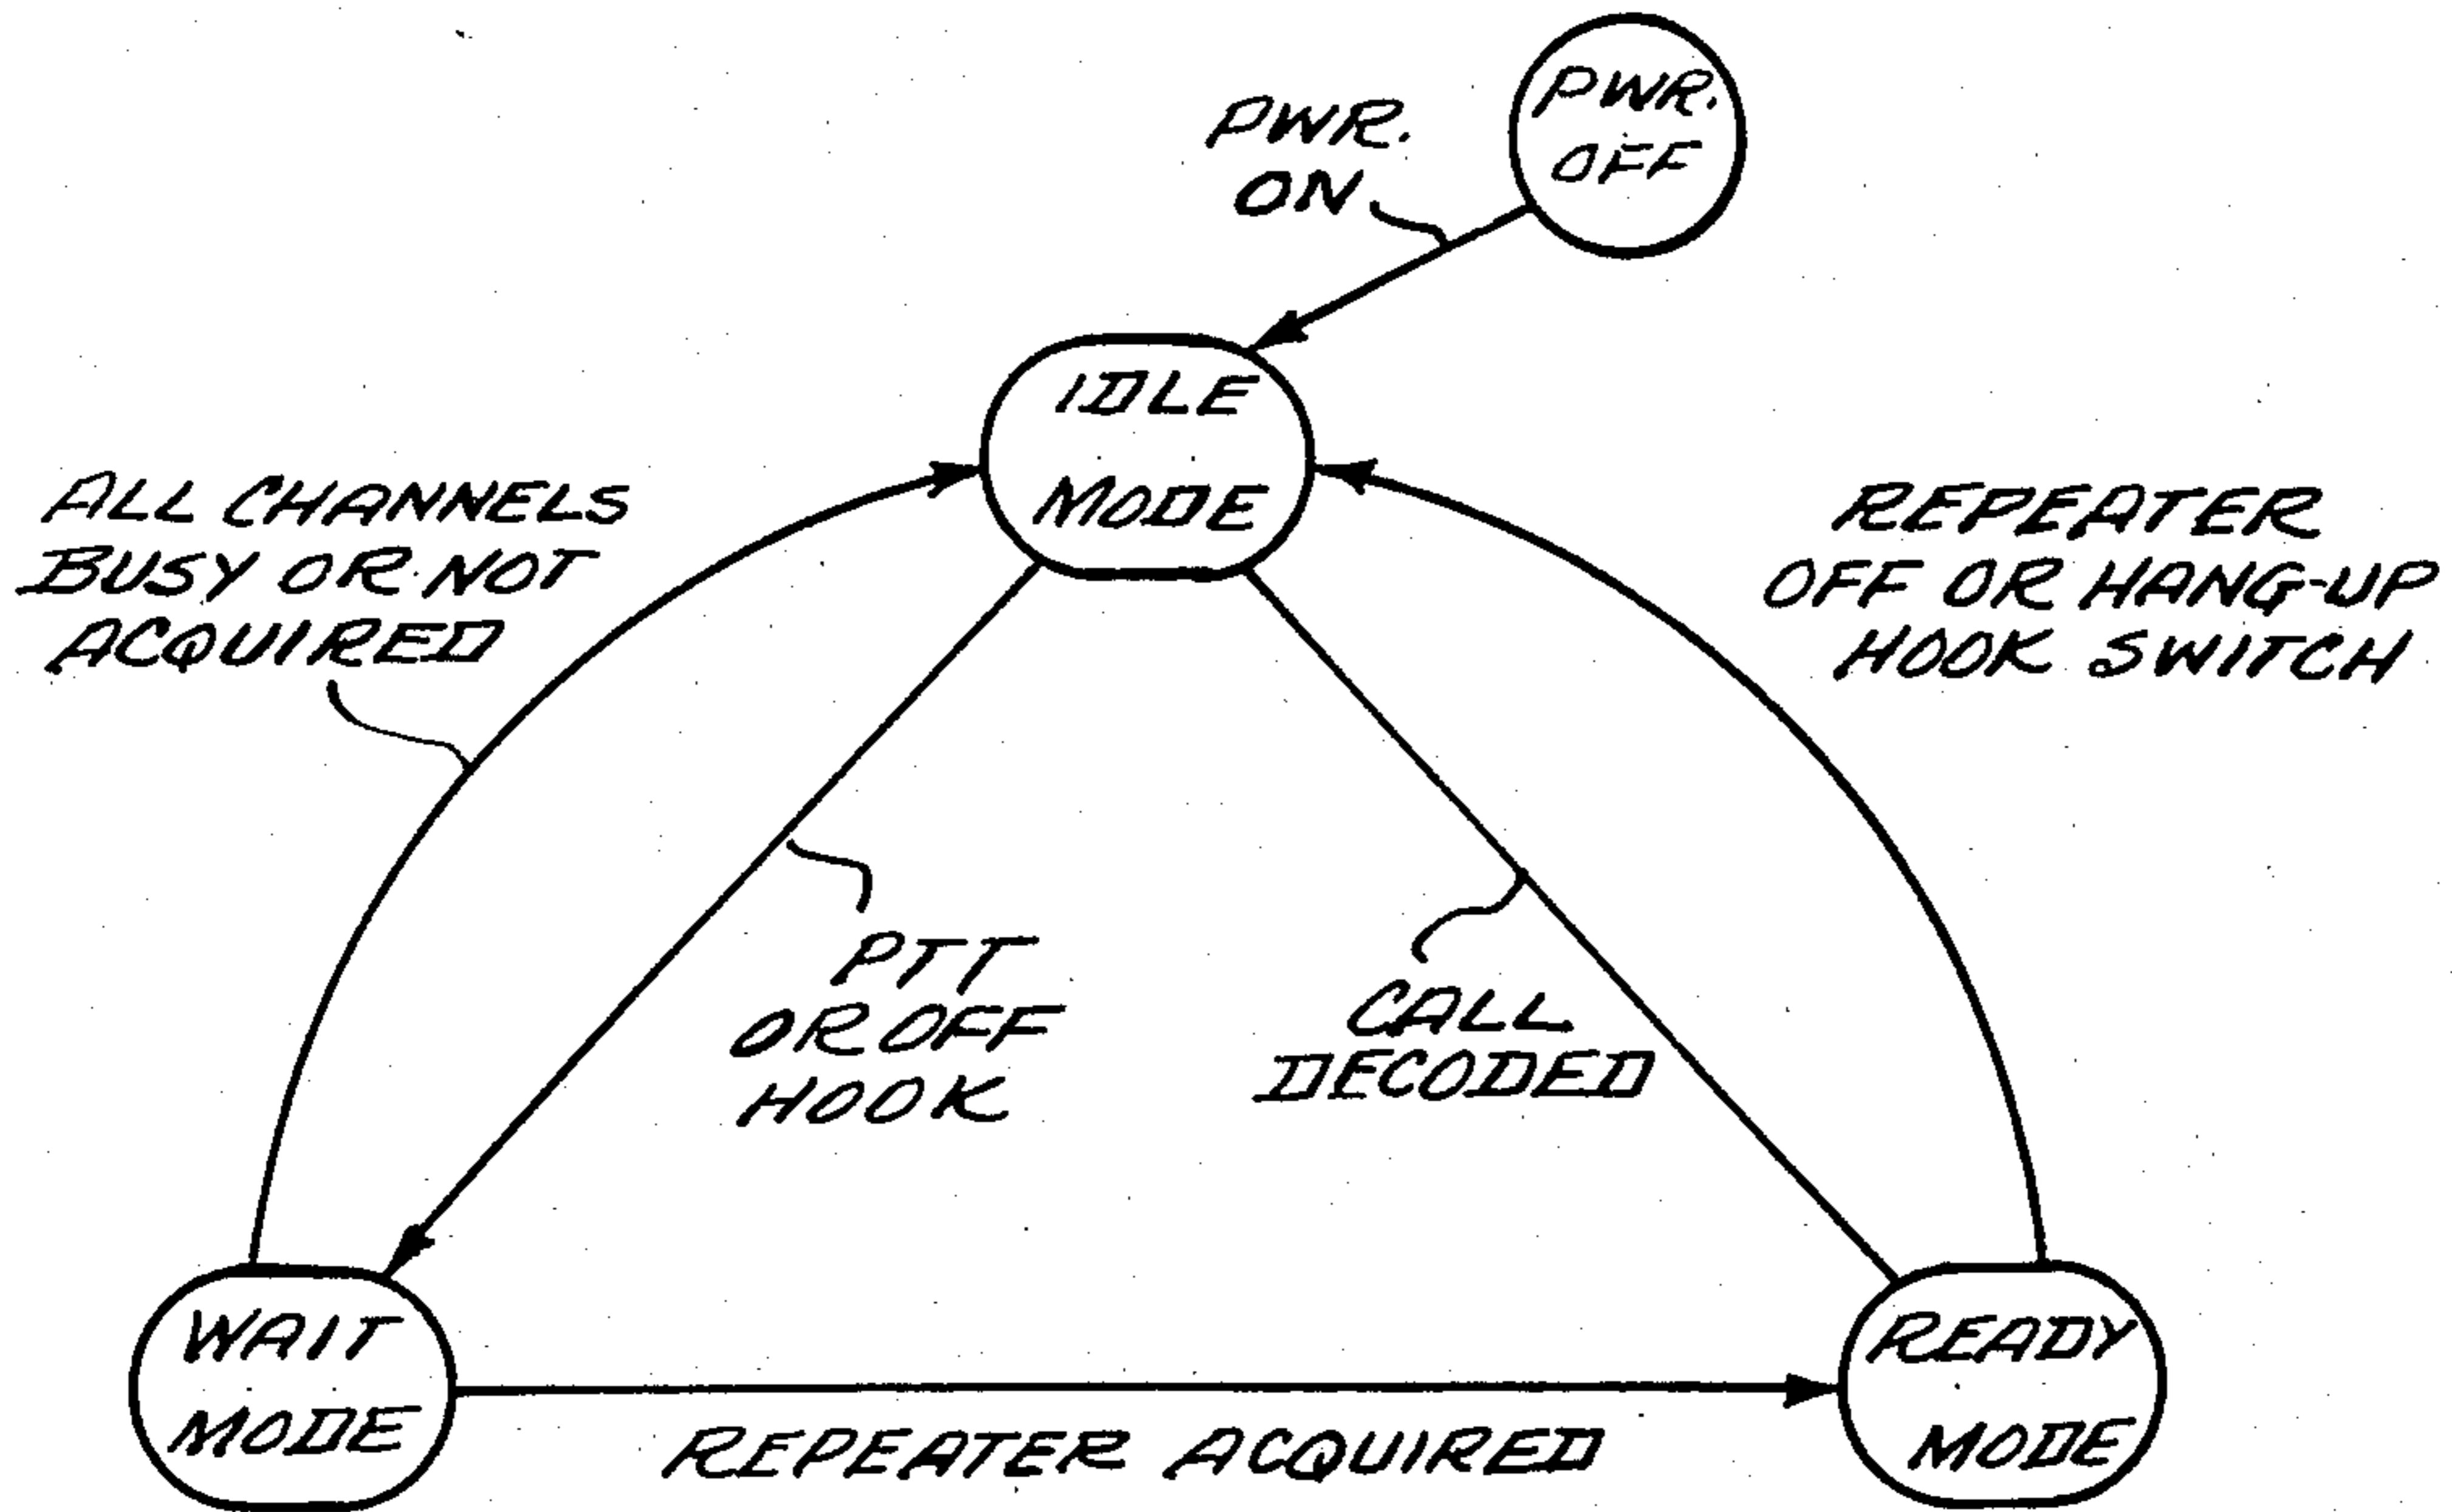 PWR.
OFF
PWR.
ON
IDLE
MODE
ALL CHANNELS
BUSY OR NOT
ACQUIRED
REPEATER
OFF OR HANG-UP
HOOK SWITCH
PTT
OR OFF
HOOK
CALL
DECODED
WAIT
MODE
READY
MODE
REPEATER ACQUIRED